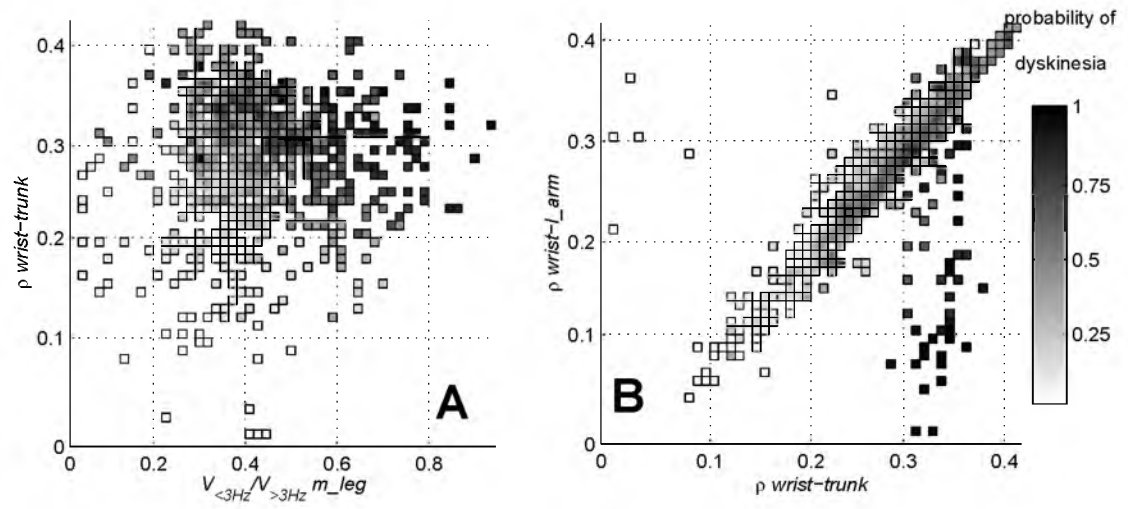 0.4
0.3
0.2
0.1
0
ρ wrist-trunk
0 0.2 0.4 0.6 0.8
V<3Hz/V>3Hz m_leg
A
0.4
0.3
0.2
0.1
0
ρ wrist-l_arm
0 0.1 0.2 0.3 0.4
ρ wrist-trunk
B
probability of
dyskinesia
1
0.75
0.5
0.25